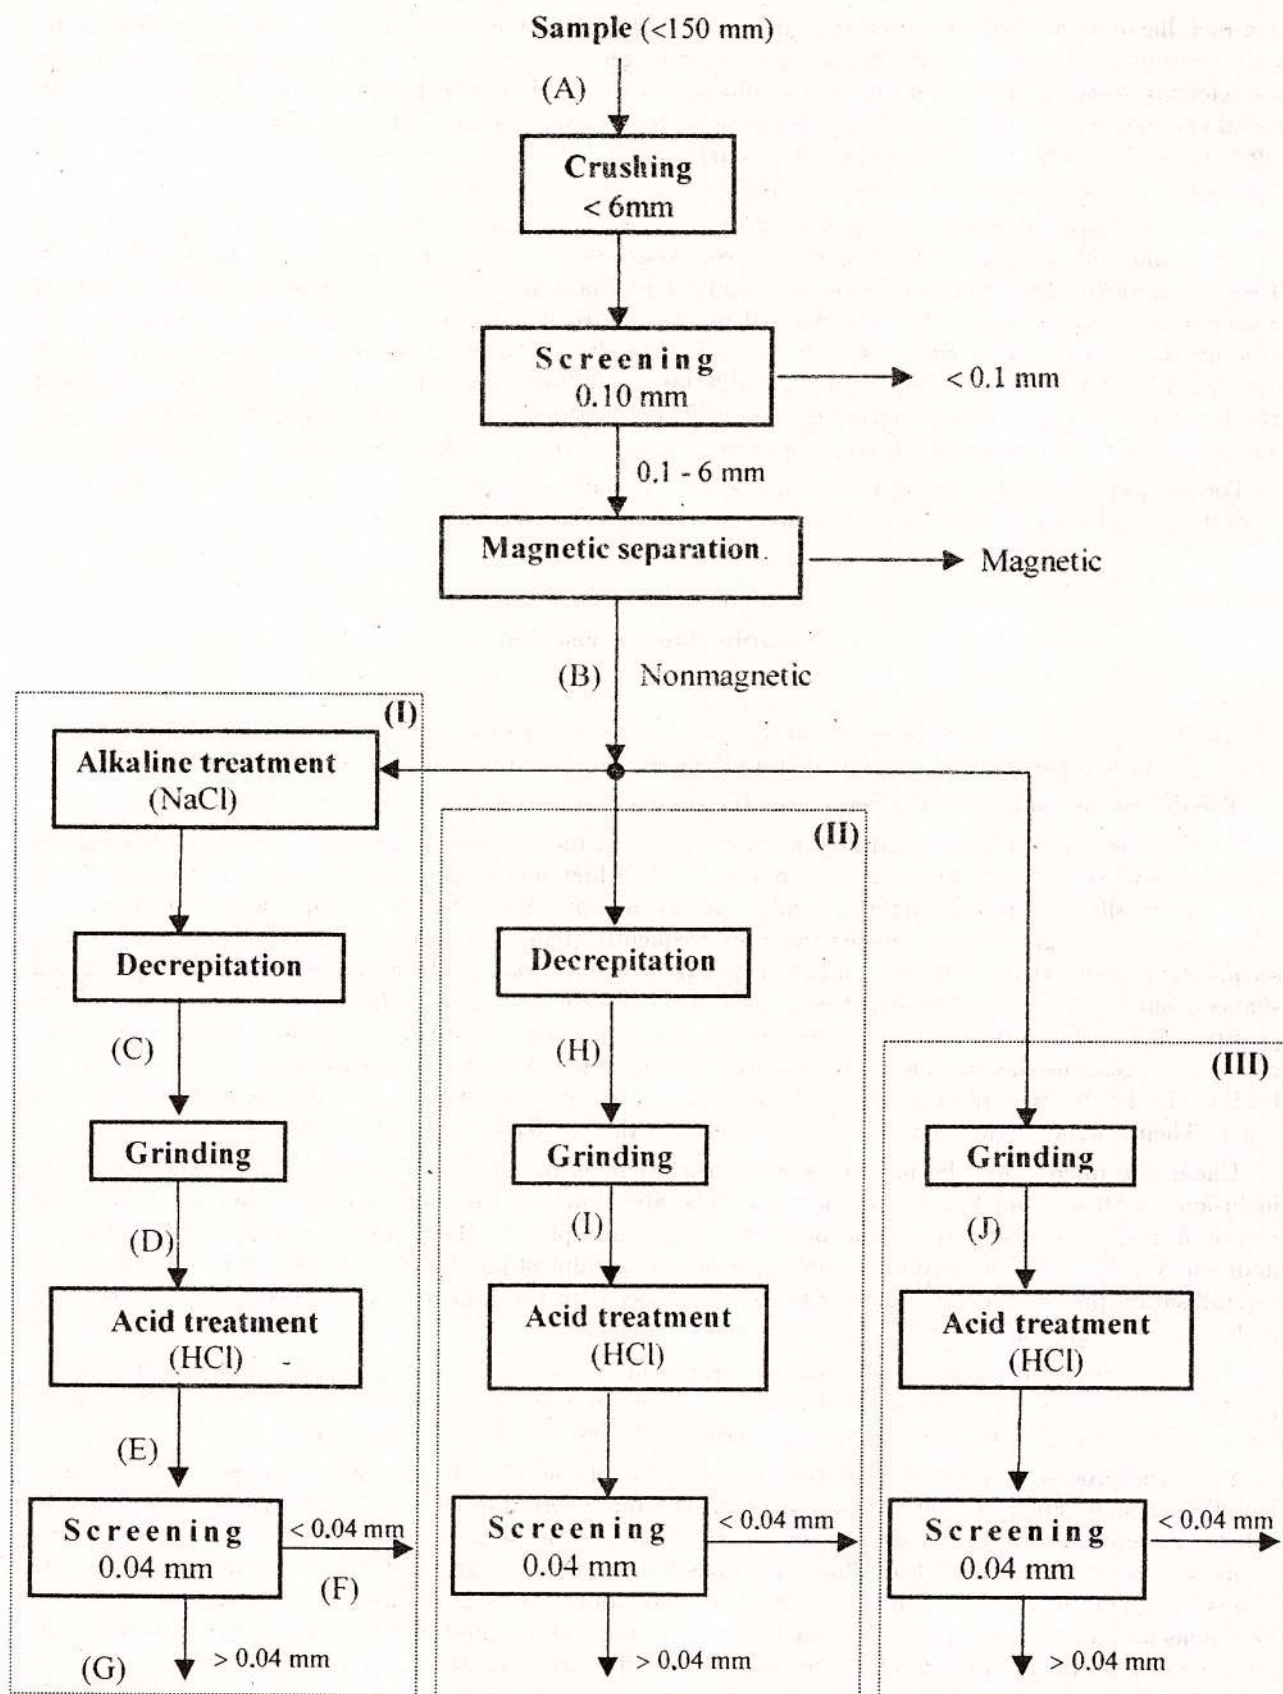 Sample (<150 mm)
(A)
Crushing
< 6mm
Screening
0.10 mm
< 0.1 mm
0.1 - 6 mm
Magnetic separation
Magnetic
(B) Nonmagnetic
(I)
Alkaline treatment
(NaCl)
Decrepitation
(C)
Grinding
(D)
Acid treatment
(HCl)
(E)
Screening
0.04 mm
< 0.04 mm
(F)
(G)
> 0.04 mm
(II)
Decrepitation
(H)
Grinding
(I)
Acid treatment
(HCl)
Screening
0.04 mm
< 0.04 mm
> 0.04 mm
(III)
Grinding
(J)
Acid treatment
(HCl)
Screening
0.04 mm
< 0.04 mm
> 0.04 mm